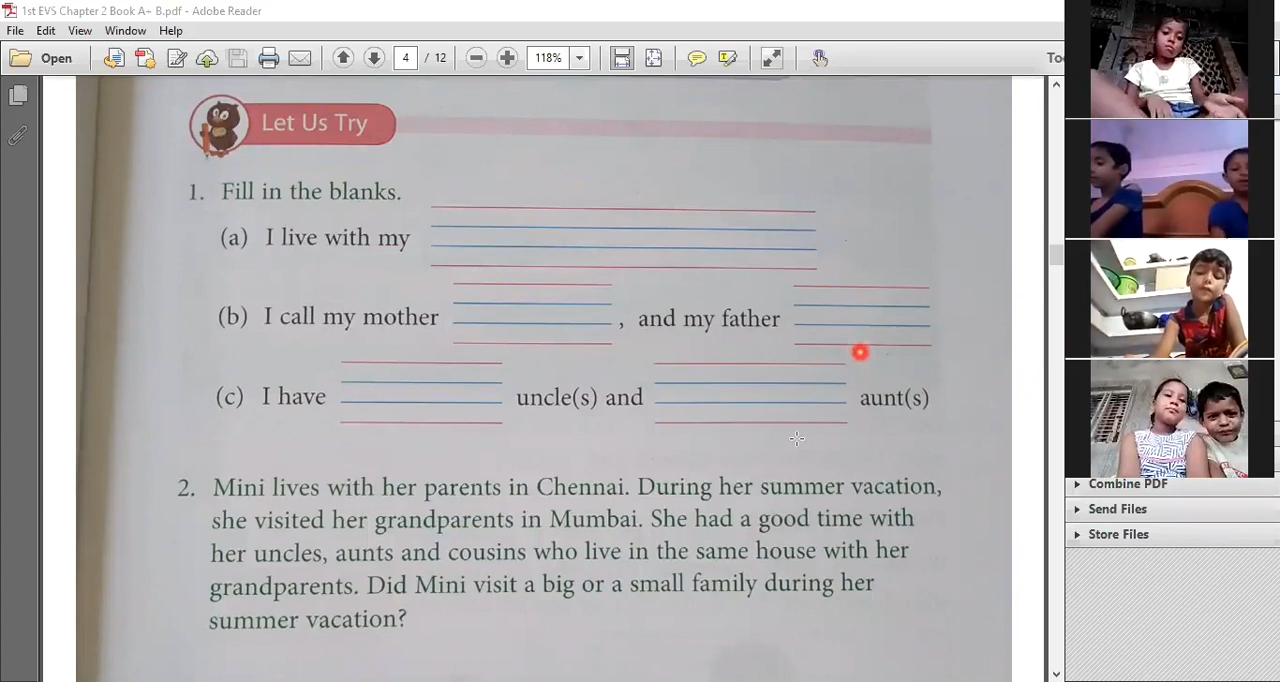 1st EVS Chapter 2 Book A+ B.pdf - Adobe Reader
File Edit View Window Help
Open 4 / 12 118%
Let Us Try
1. Fill in the blanks.
(a) I live with my
(b) I call my mother , and my father
(c) I have uncle(s) and aunt(s)
2. Mini lives with her parents in Chennai. During her summer vacation,
she visited her grandparents in Mumbai. She had a good time with
her uncles, aunts and cousins who live in the same house with her
grandparents. Did Mini visit a big or a small family during her
summer vacation?
Combine PDF
Send Files
Store Files